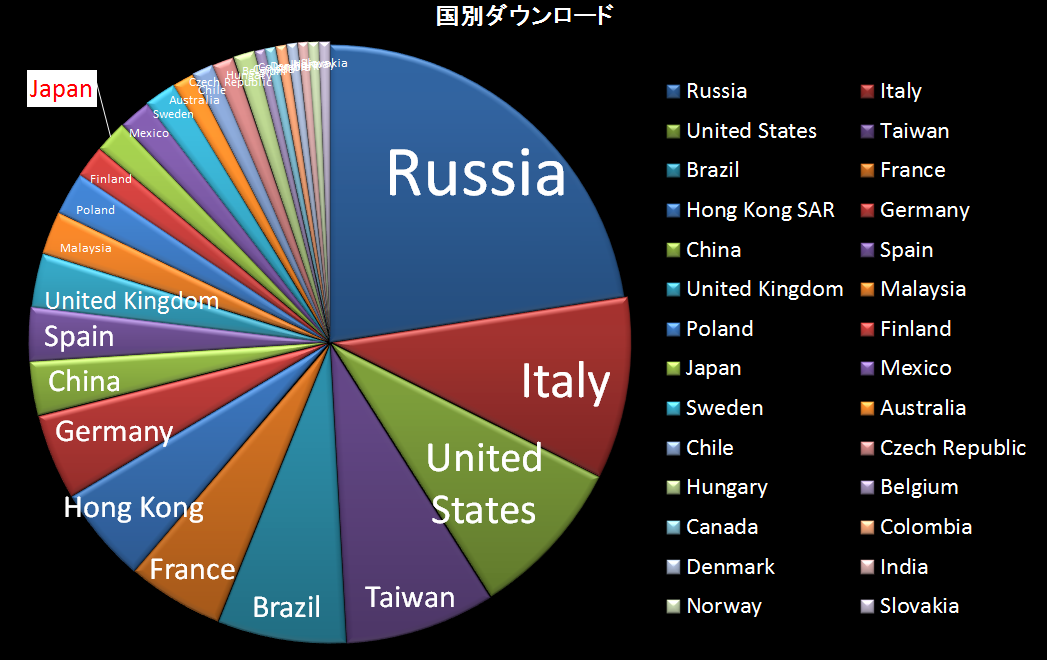 国別ダウンロード
Russia
Italy
United
States
Taiwan
Brazil
France
Hong Kong
Germany
China
Spain
United Kingdom
Malaysia
Poland
Finland
Japan
Mexico
Sweden
Australia
Chile
Czech Republic
Hungary
Russia
Italy
United States
Taiwan
Brazil
France
Hong Kong SAR
Germany
China
Spain
United Kingdom
Malaysia
Poland
Finland
Japan
Mexico
Sweden
Australia
Chile
Czech Republic
Hungary
Belgium
Canada
Colombia
Denmark
India
Norway
Slovakia